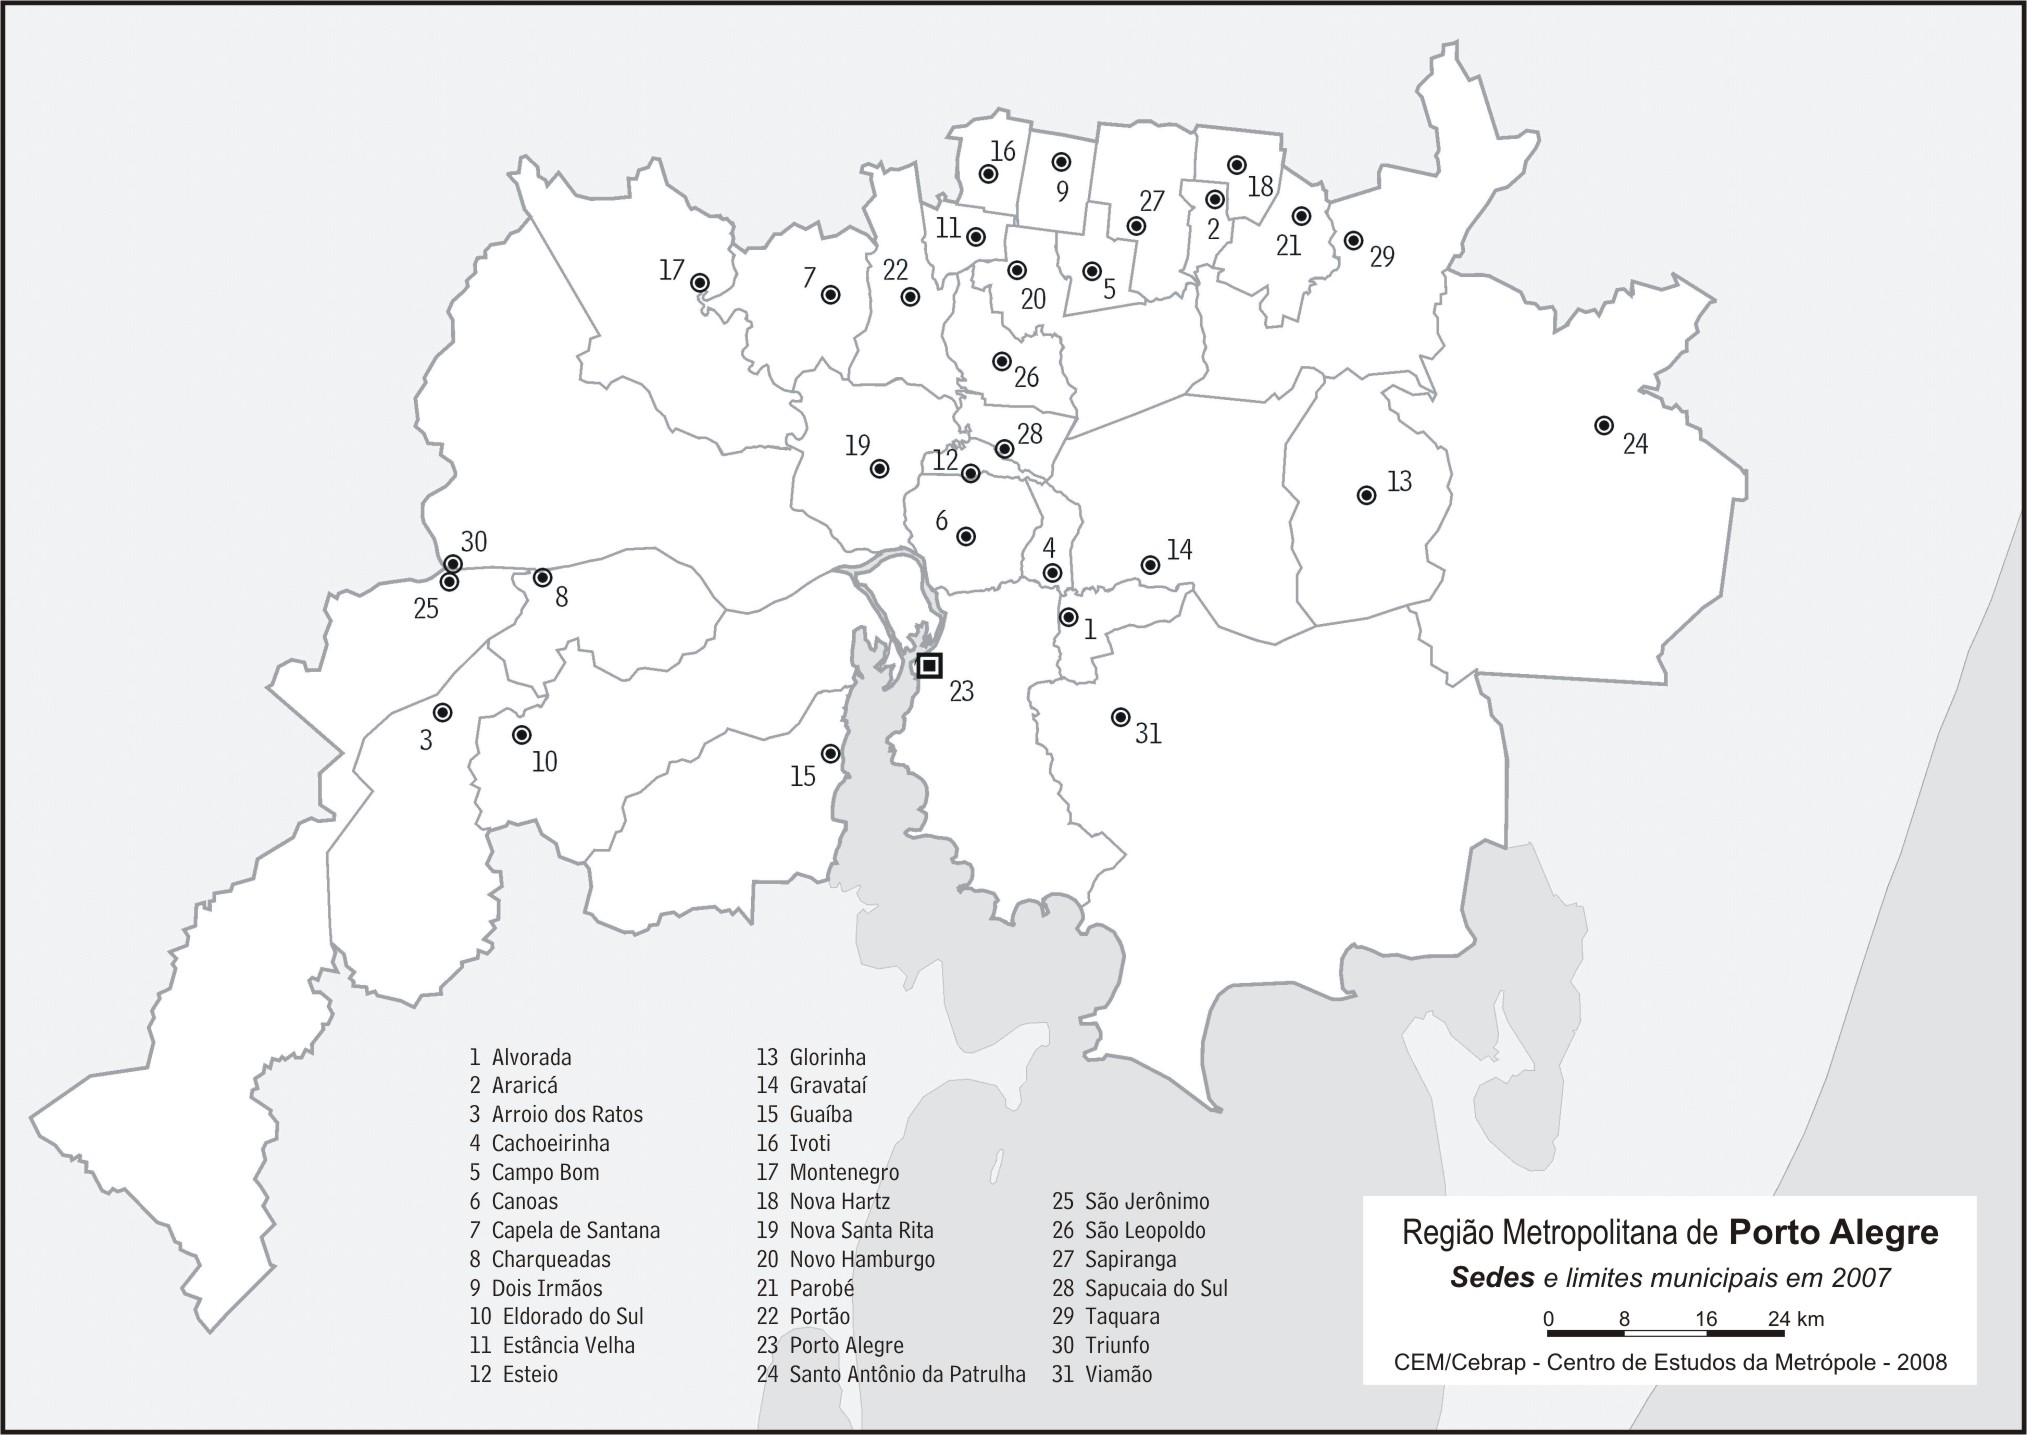 16
9
18
27
2
11
21
29
17
7
22
20
5
26
24
28
19
12
13
6
4
14
30
25
8
1
23
3
10
15
31
1 Alvorada
2 Araricá
3 Arroio dos Ratos
4 Cachoeirinha
5 Campo Bom
6 Canoas
7 Capela de Santana
8 Charqueadas
9 Dois Irmãos
10 Eldorado do Sul
11 Estância Velha
12 Esteio
13 Glorinha
14 Gravataí
15 Guaíba
16 Ivoti
17 Montenegro
18 Nova Hartz
19 Nova Santa Rita
20 Novo Hamburgo
21 Parobé
22 Portão
23 Porto Alegre
24 Santo Antônio da Patrulha
25 São Jerônimo
26 São Leopoldo
27 Sapiranga
28 Sapucaia do Sul
29 Taquara
30 Triunfo
31 Viamão
Região Metropolitana de Porto Alegre
Sedes e limites municipais em 2007
0 8 16 24 km
CEM/Cebrap - Centro de Estudos da Metrópole - 2008